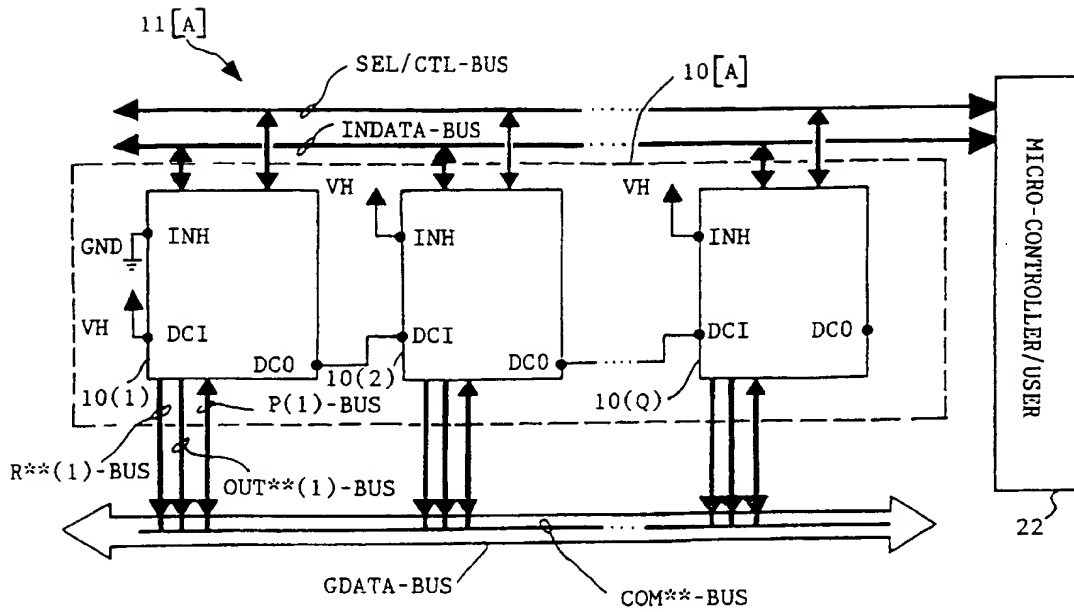 11[A]
SEL/CTL-BUS
10[A]
INDATA-BUS
MICRO-CONTROLLER/USER
VH
VH
INH
INH
INH
GND
VH
DCI
DCI
DCI
DCO
DCO
DCO
10(1)
10(2)
10(Q)
P(1)-BUS
R**(1)-BUS
OUT**(1)-BUS
22
GDATA-BUS
COM**-BUS